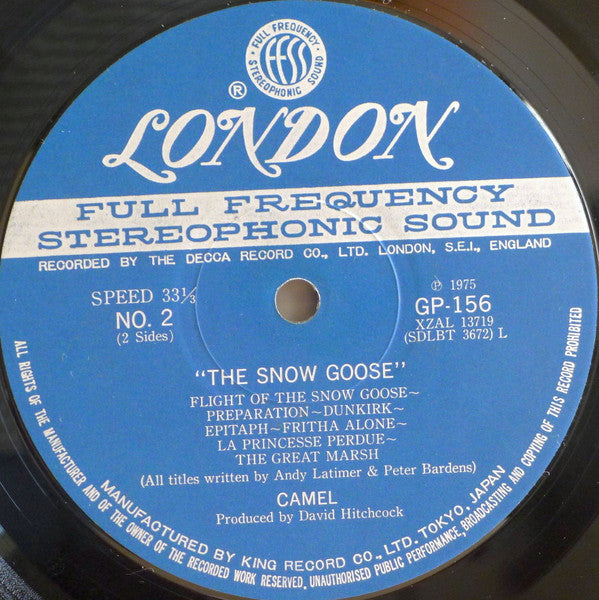 FULL FREQUENCY
FFSS
STEREOPHONIC SOUND
® LONDON
FULL FREQUENCY
STEREOPHONIC SOUND
RECORDED BY THE DECCA RECORD CO., LTD. LONDON, S.E.I., ENGLAND
SPEED 33⅓
NO. 2
(2 Sides)
℗ 1975
GP-156
XZAL 13719
(SDLBT 3672) L
"THE SNOW GOOSE"
FLIGHT OF THE SNOW GOOSE~
PREPARATION~DUNKIRK~
EPITAPH~FRITHA ALONE~
LA PRINCESSE PERDUE~
THE GREAT MARSH
(All titles written by Andy Latimer & Peter Bardens)
CAMEL
Produced by David Hitchcock
MANUFACTURED BY KING RECORD CO., LTD. TOKYO, JAPAN
ALL RIGHTS OF THE MANUFACTURER AND OF THE OWNER OF THE RECORDED WORK RESERVED. UNAUTHORISED PUBLIC PERFORMANCE, BROADCASTING AND COPYING OF THIS RECORD PROHIBITED